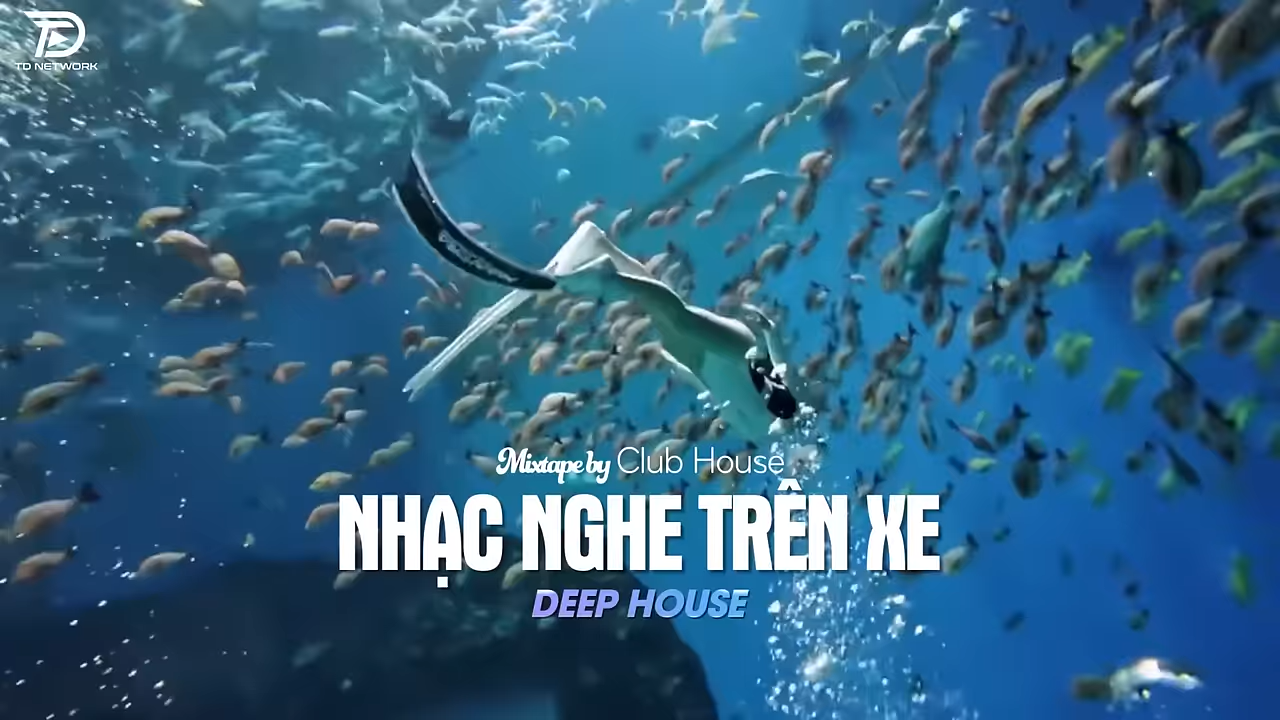 TD NETWORK
Mixtape by Club House
NHẠC NGHE TRÊN XE
DEEP HOUSE